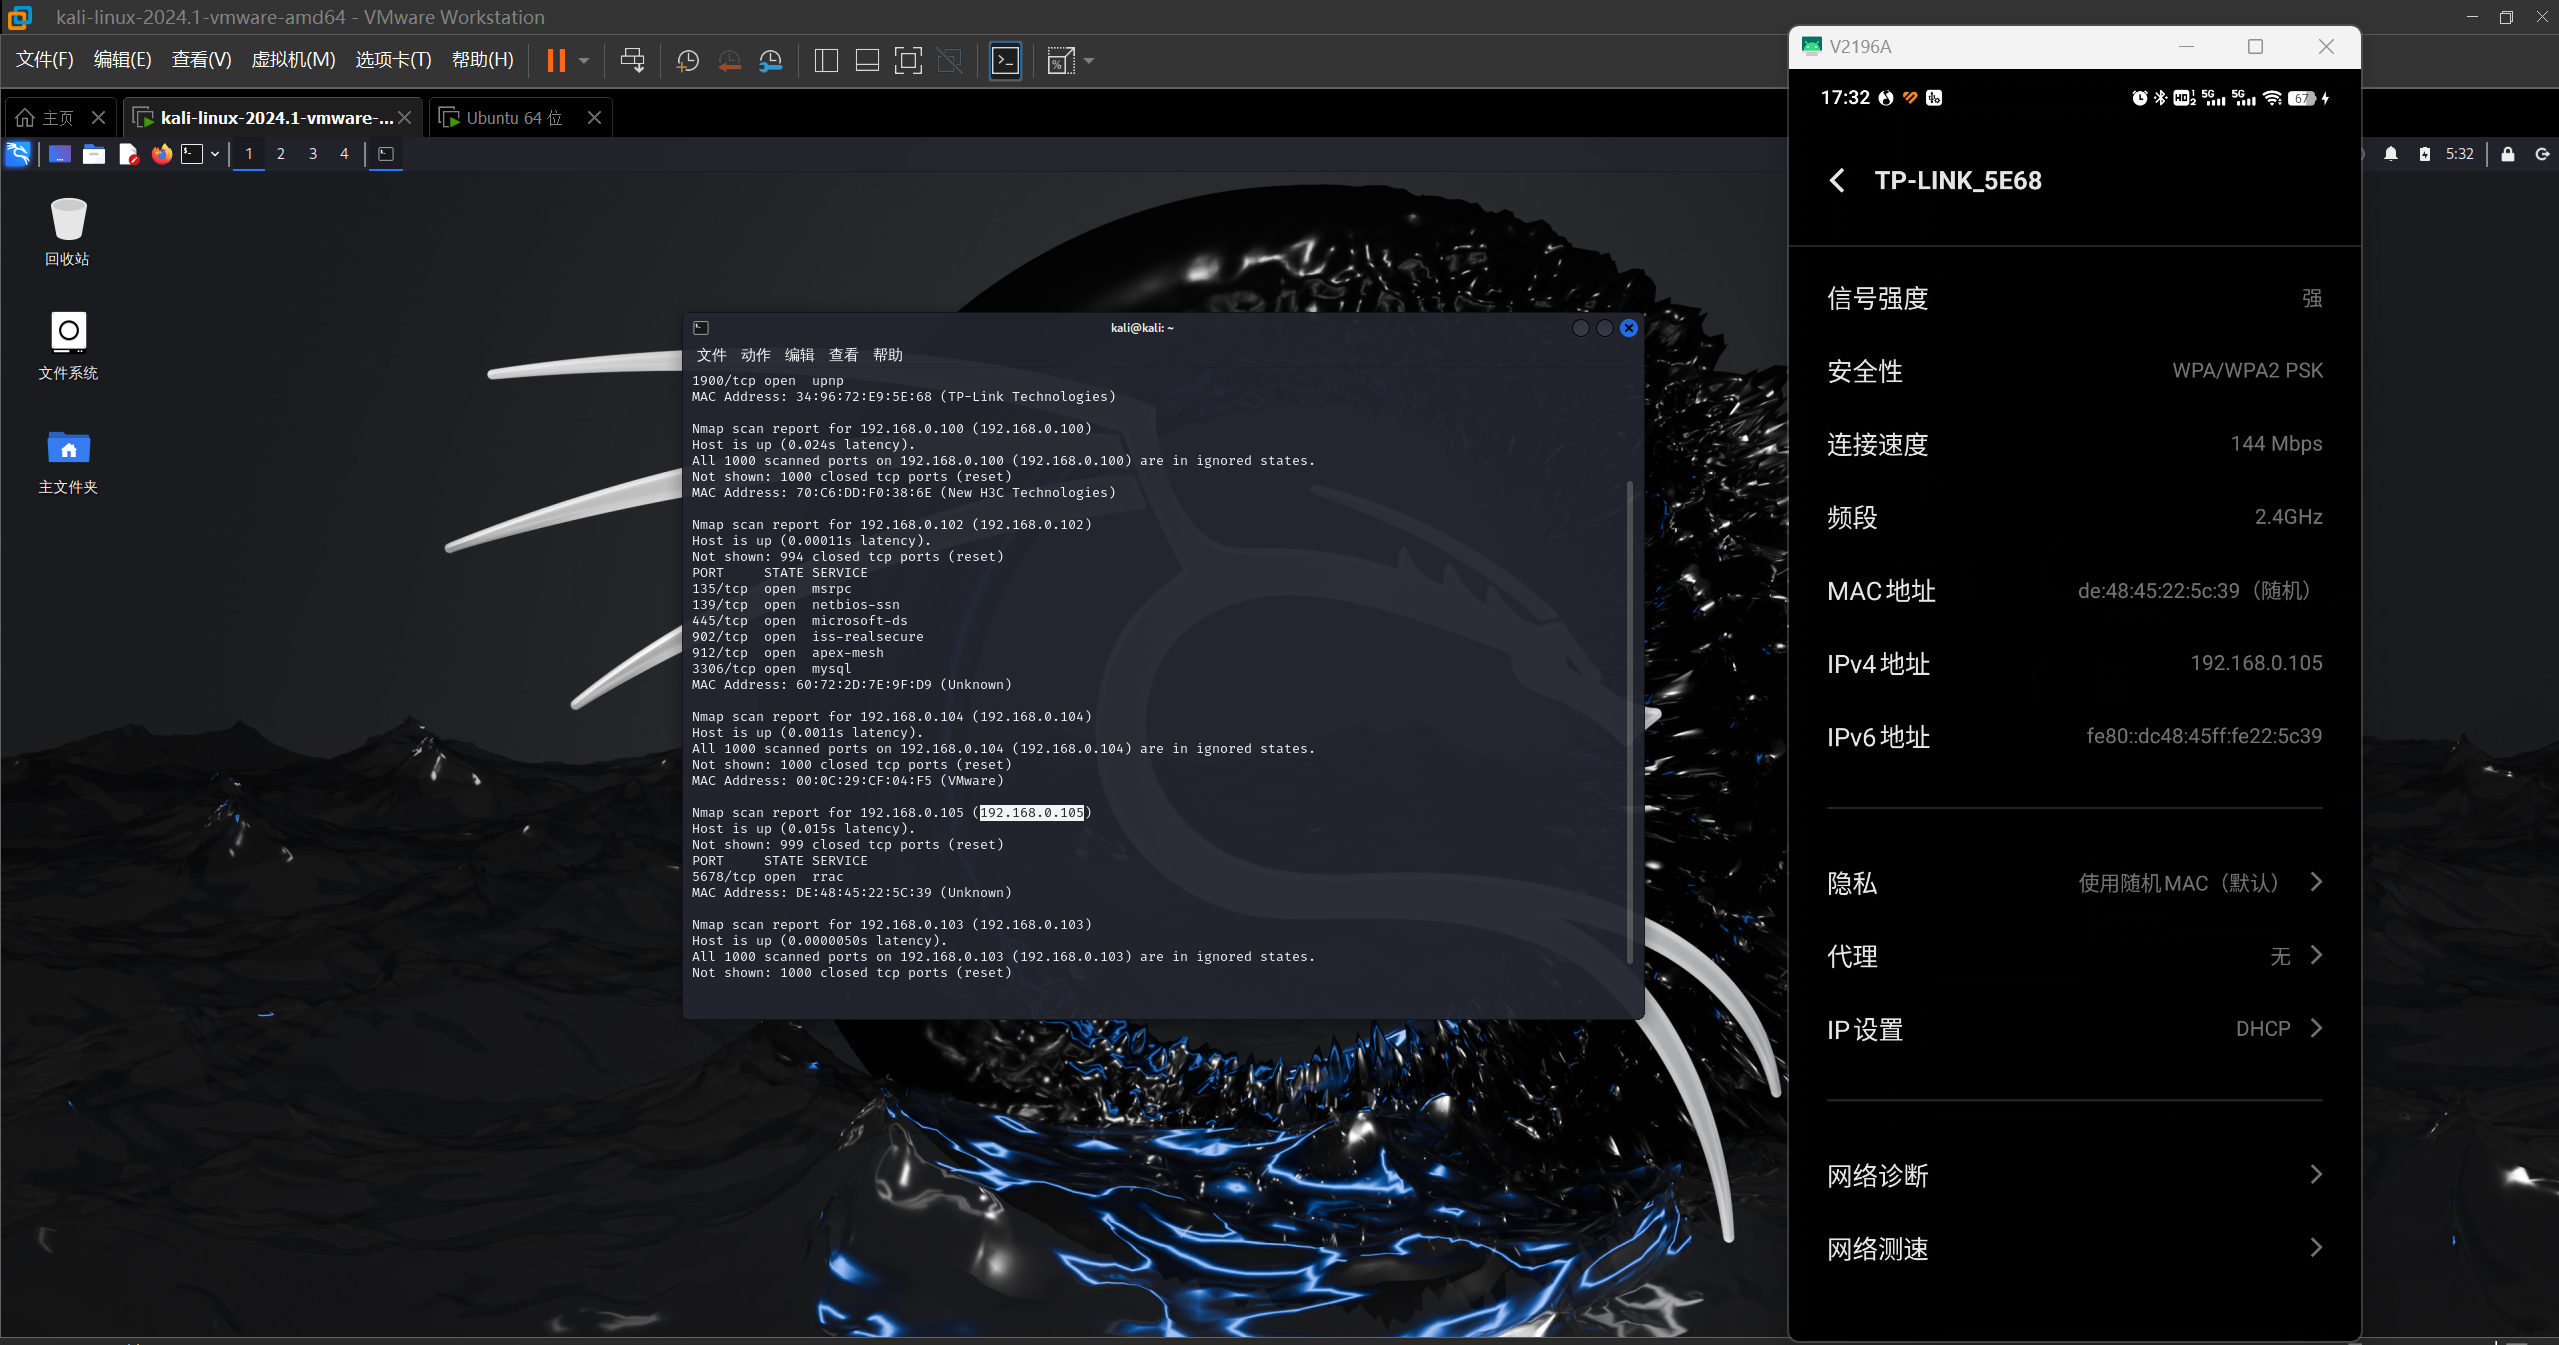 kali-linux-2024.1-vmware-amd64 - VMware Workstation
文件(F) 编辑(E) 查看(V) 虚拟机(M) 选项卡(T) 帮助(H)
主页
kali-linux-2024.1-vmware-...
Ubuntu 64 位
1 2 3 4
5:32
回收站
文件系统
主文件夹
kali@kali: ~
文件 动作 编辑 查看 帮助
1900/tcp open  upnp
MAC Address: 34:96:72:E9:5E:68 (TP-Link Technologies)
Nmap scan report for 192.168.0.100 (192.168.0.100)
Host is up (0.024s latency).
All 1000 scanned ports on 192.168.0.100 (192.168.0.100) are in ignored states.
Not shown: 1000 closed tcp ports (reset)
MAC Address: 70:C6:DD:F0:38:6E (New H3C Technologies)
Nmap scan report for 192.168.0.102 (192.168.0.102)
Host is up (0.00011s latency).
Not shown: 994 closed tcp ports (reset)
PORT     STATE SERVICE
135/tcp  open  msrpc
139/tcp  open  netbios-ssn
445/tcp  open  microsoft-ds
902/tcp  open  iss-realsecure
912/tcp  open  apex-mesh
3306/tcp open  mysql
MAC Address: 60:72:2D:7E:9F:D9 (Unknown)
Nmap scan report for 192.168.0.104 (192.168.0.104)
Host is up (0.0011s latency).
All 1000 scanned ports on 192.168.0.104 (192.168.0.104) are in ignored states.
Not shown: 1000 closed tcp ports (reset)
MAC Address: 00:0C:29:CF:04:F5 (VMware)
Nmap scan report for 192.168.0.105 (192.168.0.105)
Host is up (0.015s latency).
Not shown: 999 closed tcp ports (reset)
PORT     STATE SERVICE
5678/tcp open  rrac
MAC Address: DE:48:45:22:5C:39 (Unknown)
Nmap scan report for 192.168.0.103 (192.168.0.103)
Host is up (0.0000050s latency).
All 1000 scanned ports on 192.168.0.103 (192.168.0.103) are in ignored states.
Not shown: 1000 closed tcp ports (reset)
V2196A
17:32 HD 1 2 5G 5G 67
TP-LINK_5E68
信号强度 强
安全性 WPA/WPA2 PSK
连接速度 144 Mbps
频段 2.4GHz
MAC地址 de:48:45:22:5c:39（随机）
IPv4地址 192.168.0.105
IPv6地址 fe80::dc48:45ff:fe22:5c39
隐私 使用随机MAC（默认）
代理 无
IP设置 DHCP
网络诊断
网络测速